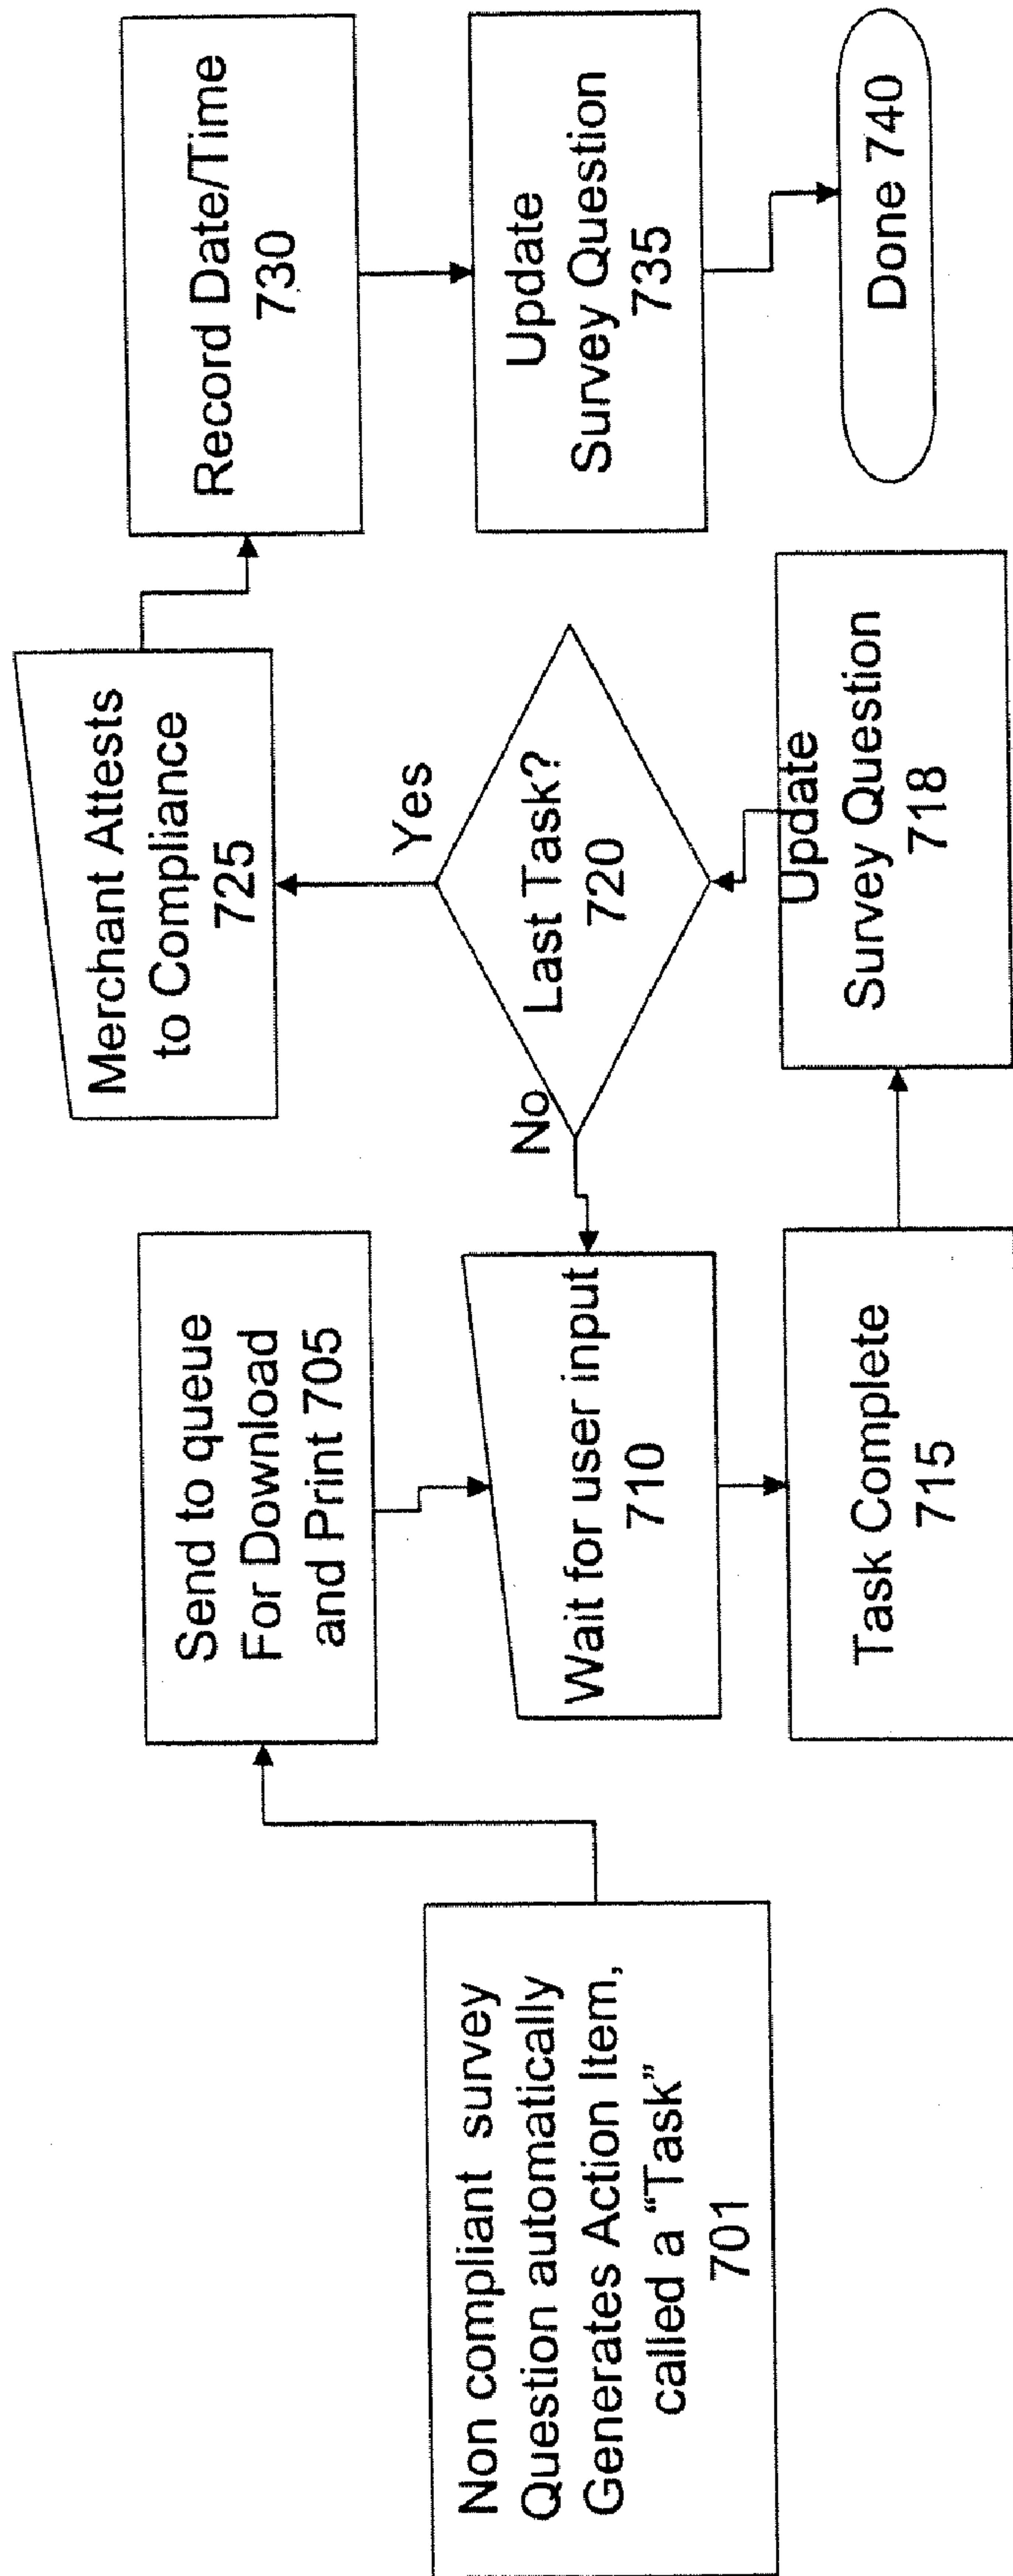 Non compliant survey
Question automatically
Generates Action Item,
called a “Task”
701
Send to queue
For Download
and Print 705
Wait for user input
710
Task Complete
715
Update
Survey Question
718
Last Task?
720
No
Yes
Merchant Attests
to Compliance
725
Record Date/Time
730
Update
Survey Question
735
Done 740